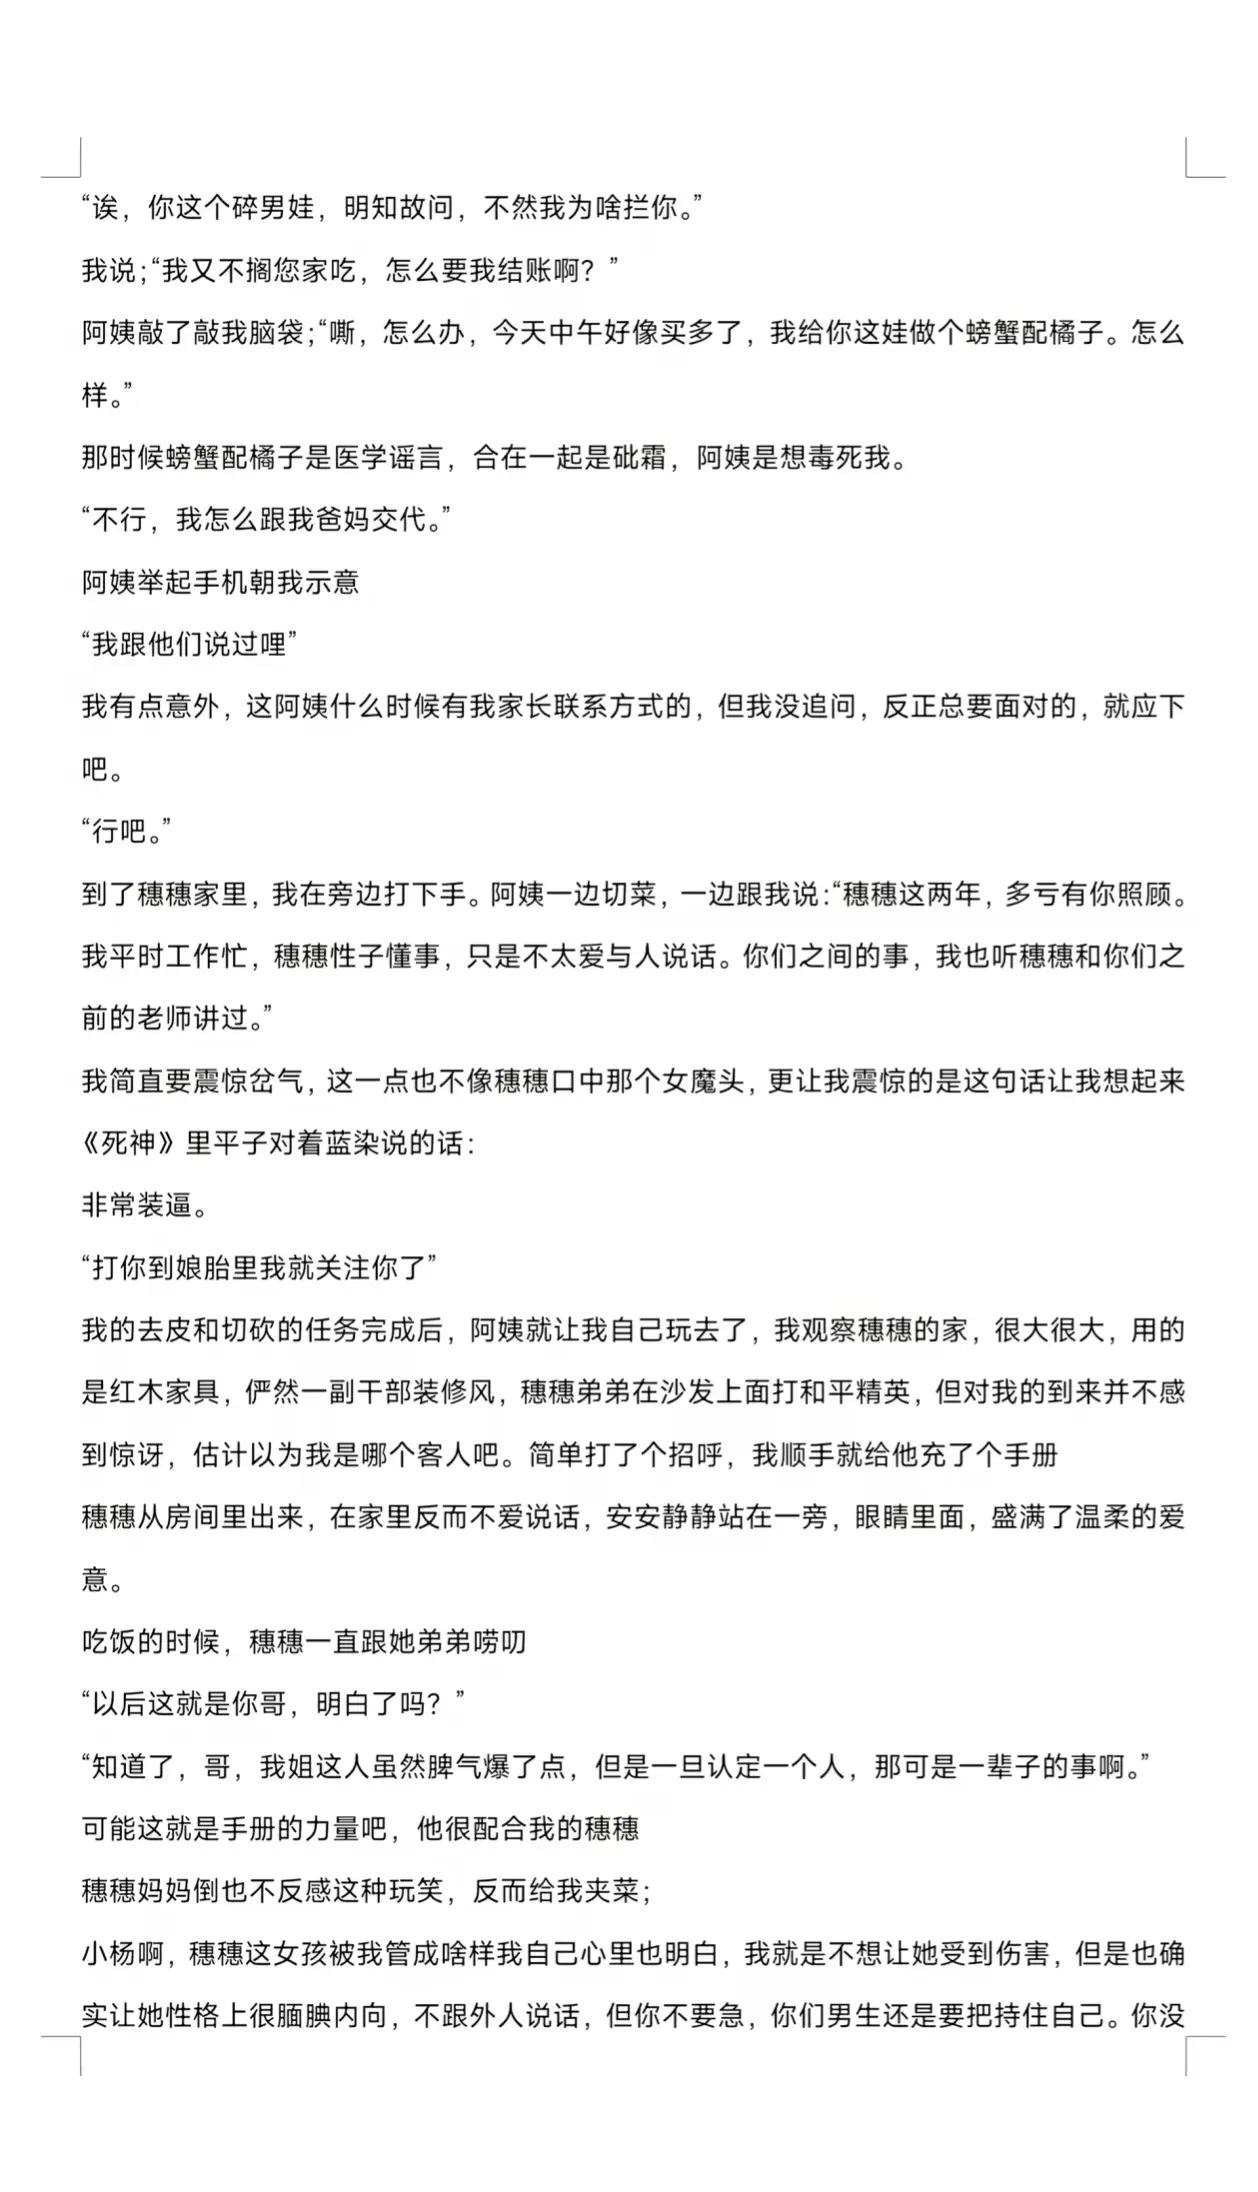 “诶，你这个碎男娃，明知故问，不然我为啥拦你。”
我说；“我又不搁您家吃，怎么要我结账啊？”
阿姨敲了敲我脑袋；“嘶，怎么办，今天中午好像买多了，我给你这娃做个螃蟹配橘子。怎么
样。”
那时候螃蟹配橘子是医学谣言，合在一起是砒霜，阿姨是想毒死我。
“不行，我怎么跟我爸妈交代。”
阿姨举起手机朝我示意
“我跟他们说过哩”
我有点意外，这阿姨什么时候有我家长联系方式的，但我没追问，反正总要面对的，就应下
吧。
“行吧。”
到了穗穗家里，我在旁边打下手。阿姨一边切菜，一边跟我说：“穗穗这两年，多亏有你照顾。
我平时工作忙，穗穗性子懂事，只是不太爱与人说话。你们之间的事，我也听穗穗和你们之
前的老师讲过。”
我简直要震惊岔气，这一点也不像穗穗口中那个女魔头，更让我震惊的是这句话让我想起来
《死神》里平子对着蓝染说的话：
非常装逼。
“打你到娘胎里我就关注你了”
我的去皮和切砍的任务完成后，阿姨就让我自己玩去了，我观察穗穗的家，很大很大，用的
是红木家具，俨然一副干部装修风，穗穗弟弟在沙发上面打和平精英，但对我的到来并不感
到惊讶，估计以为我是哪个客人吧。简单打了个招呼，我顺手就给他充了个手册
穗穗从房间里出来，在家里反而不爱说话，安安静静站在一旁，眼睛里面，盛满了温柔的爱
意。
吃饭的时候，穗穗一直跟她弟弟唠叨
“以后这就是你哥，明白了吗？”
“知道了，哥，我姐这人虽然脾气爆了点，但是一旦认定一个人，那可是一辈子的事啊。”
可能这就是手册的力量吧，他很配合我的穗穗
穗穗妈妈倒也不反感这种玩笑，反而给我夹菜；
小杨啊，穗穗这女孩被我管成啥样我自己心里也明白，我就是不想让她受到伤害，但是也确
实让她性格上很腼腆内向，不跟外人说话，但你不要急，你们男生还是要把持住自己。你没